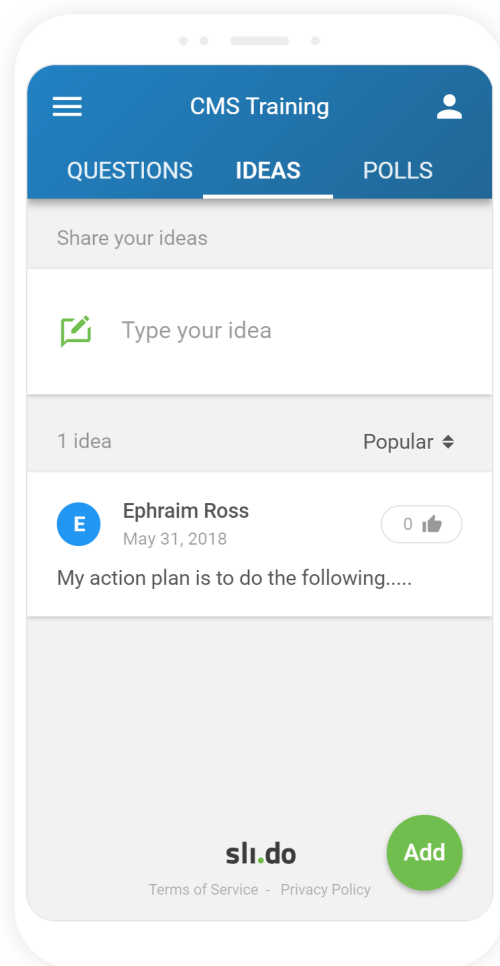 CMS Training
QUESTIONS IDEAS POLLS
Share your ideas
Type your idea
1 idea Popular
E Ephraim Ross
May 31, 2018
0
My action plan is to do the following.....
sli.do
Add
Terms of Service - Privacy Policy